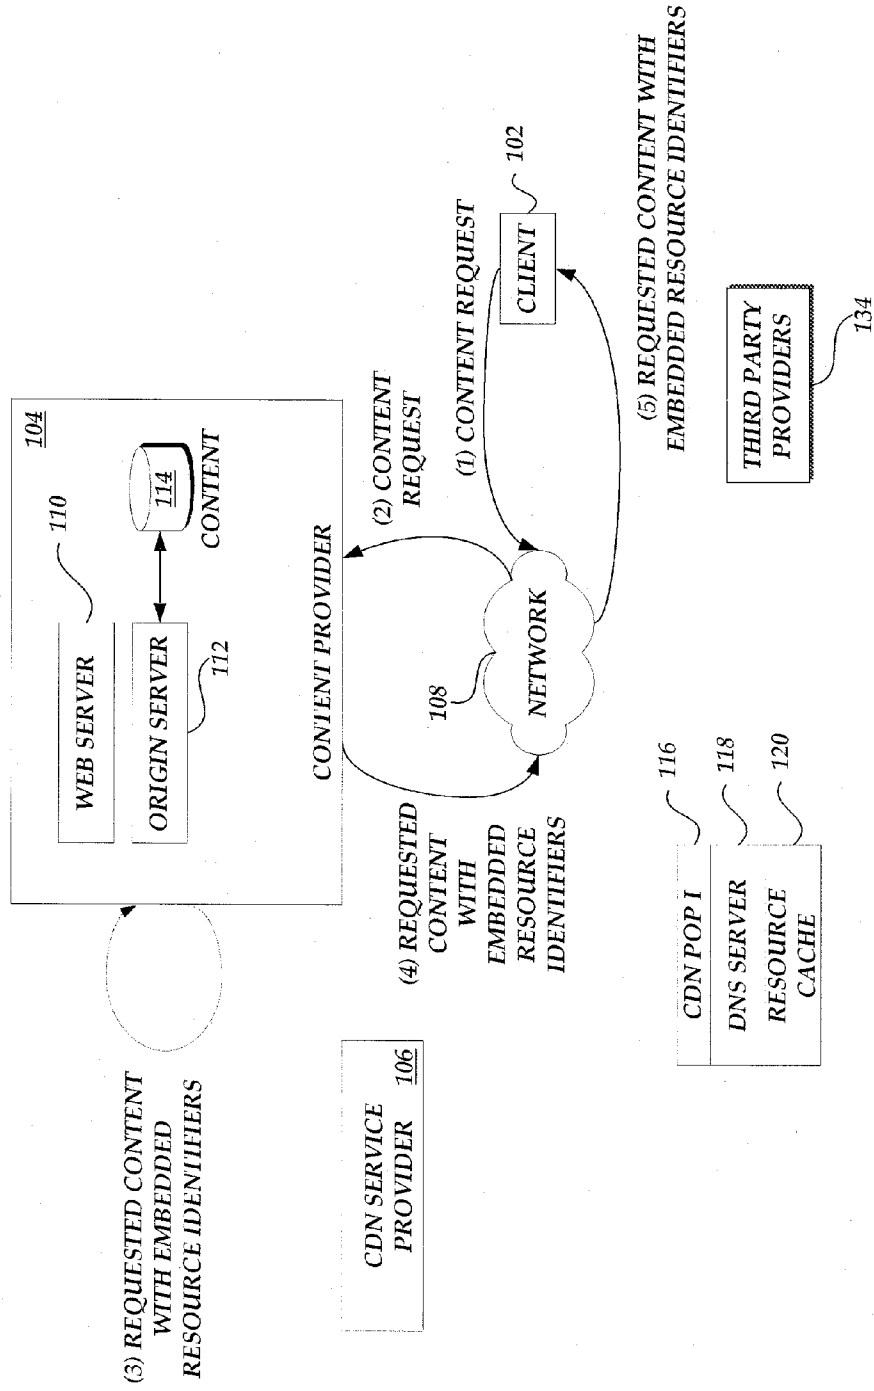 (3) REQUESTED CONTENT
WITH EMBEDDED
RESOURCE IDENTIFIERS
104
WEB SERVER
110
ORIGIN SERVER
112
114
CONTENT
CONTENT PROVIDER
CDN SERVICE
PROVIDER
106
(4) REQUESTED
CONTENT
WITH
EMBEDDED
RESOURCE
IDENTIFIERS
(2) CONTENT
REQUEST
(1) CONTENT REQUEST
108
NETWORK
CLIENT
102
(5) REQUESTED CONTENT WITH
EMBEDDED RESOURCE IDENTIFIERS
CDN POP I
116
DNS SERVER
118
RESOURCE
CACHE
120
THIRD PARTY
PROVIDERS
134